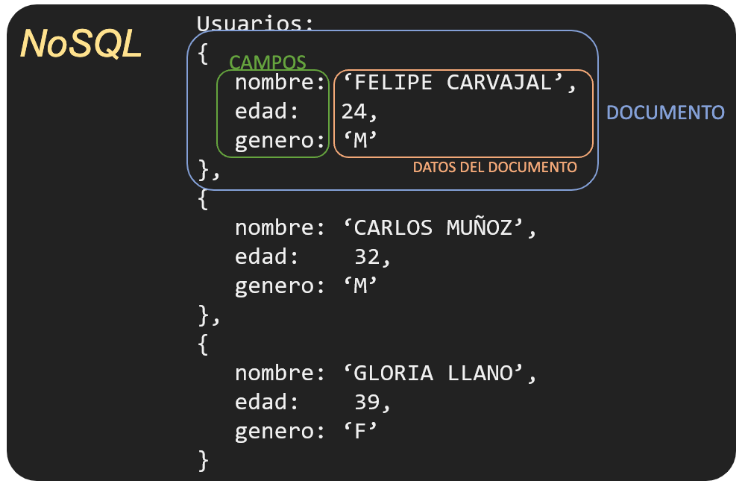 NoSQL
Usuarios:
{
CAMPOS
nombre: ‘FELIPE CARVAJAL’,
edad: 24,
genero: ‘M’
DOCUMENTO
DATOS DEL DOCUMENTO
},
{
nombre: ‘CARLOS MUÑOZ’,
edad: 32,
genero: ‘M’
},
{
nombre: ‘GLORIA LLANO’,
edad: 39,
genero: ‘F’
}